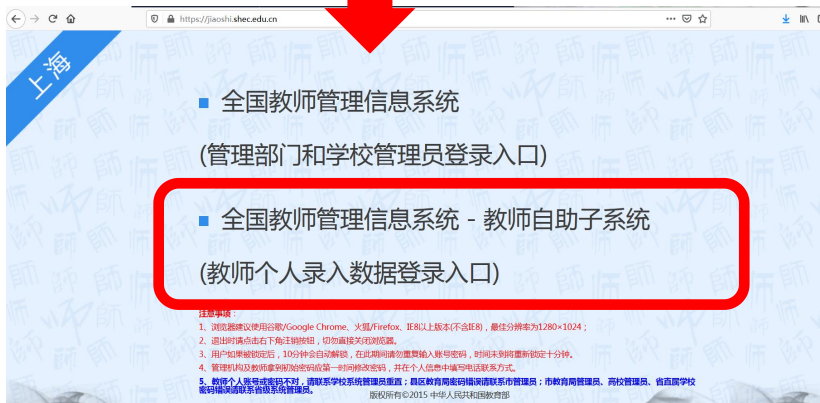 https://jiaoshi.shec.edu.cn
上海
全国教师管理信息系统
(管理部门和学校管理员登录入口)
全国教师管理信息系统 - 教师自助子系统
(教师个人录入数据登录入口)
注意事项：
1、浏览器建议使用谷歌/Google Chrome、火狐/Firefox、IE8以上版本(不含IE8)，最佳分辨率为1280×1024；
2、退出时请点击右下角注销按钮，切勿直接关闭浏览器。
3、用户如果被锁定后，10分钟会自动解锁，在此期间请勿重复输入账号密码，时间未到将重新锁定十分钟。
4、管理机构及教师拿到初始密码应第一时间修改密码，并在个人信息中填写电话联系方式。
5、教师个人账号或密码不对，请联系学校系统管理员重置；县区教育局密码错误请联系市管理员；市教育局管理员、高校管理员、省直属学校
密码错误请联系省级系统管理员。
版权所有©2015 中华人民共和国教育部